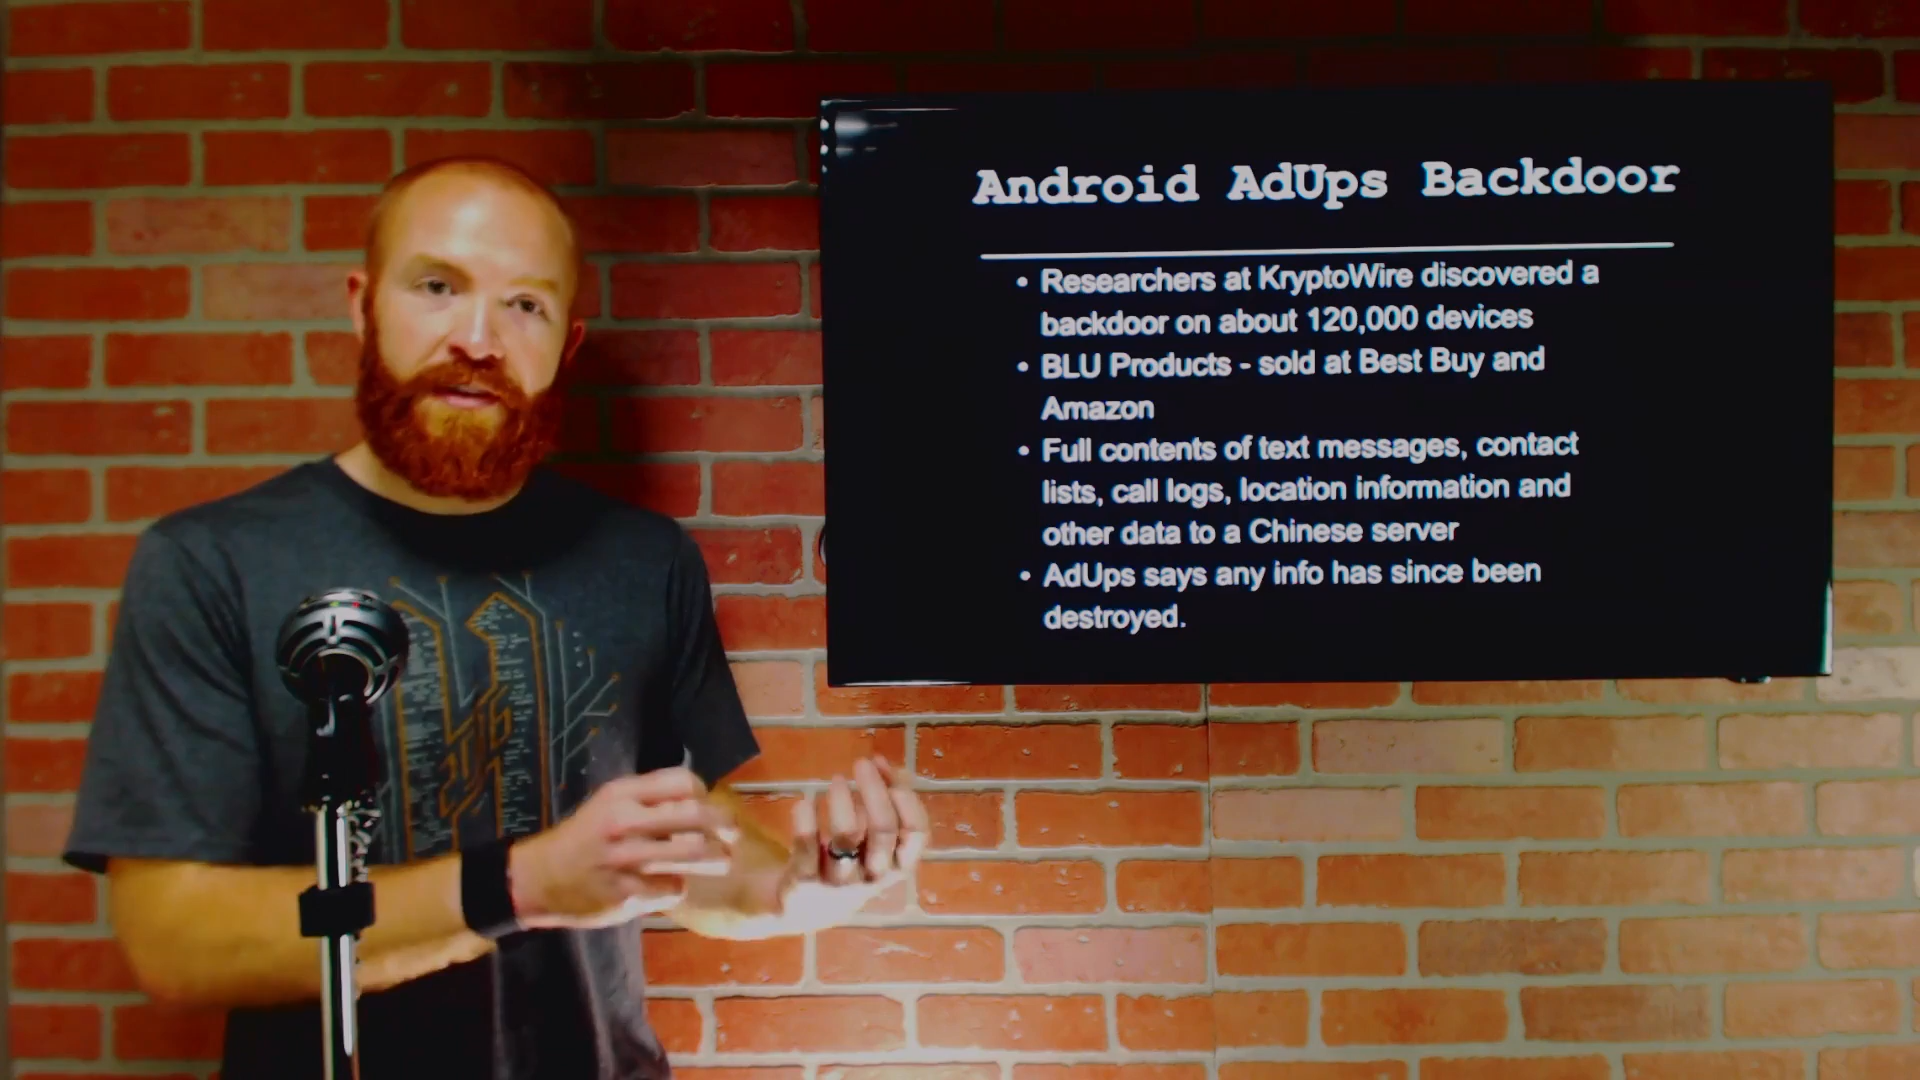 Android AdUps Backdoor
• Researchers at KryptoWire discovered a
backdoor on about 120,000 devices
• BLU Products - sold at Best Buy and
Amazon
• Full contents of text messages, contact
lists, call logs, location information and
other data to a Chinese server
• AdUps says any info has since been
destroyed.